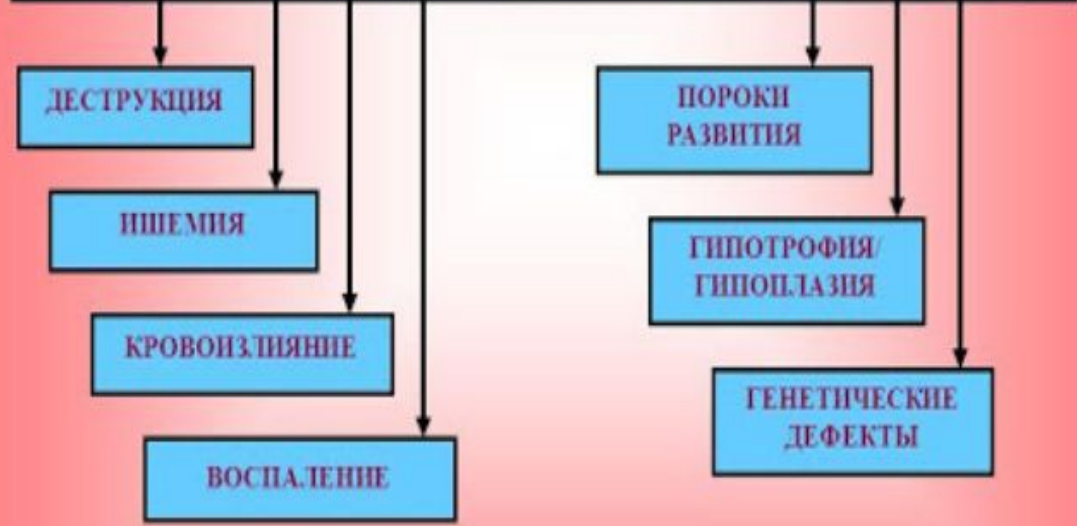 ДЕСТРУКЦИЯ
ИШЕМИЯ
КРОВОИЗЛИЯНИЕ
ВОСПАЛЕНИЕ
ПОРОКИ
РАЗВИТИЯ
ГИПОТРОФИЯ/
ГИПОПЛАЗИЯ
ГЕНЕТИЧЕСКИЕ
ДЕФЕКТЫ